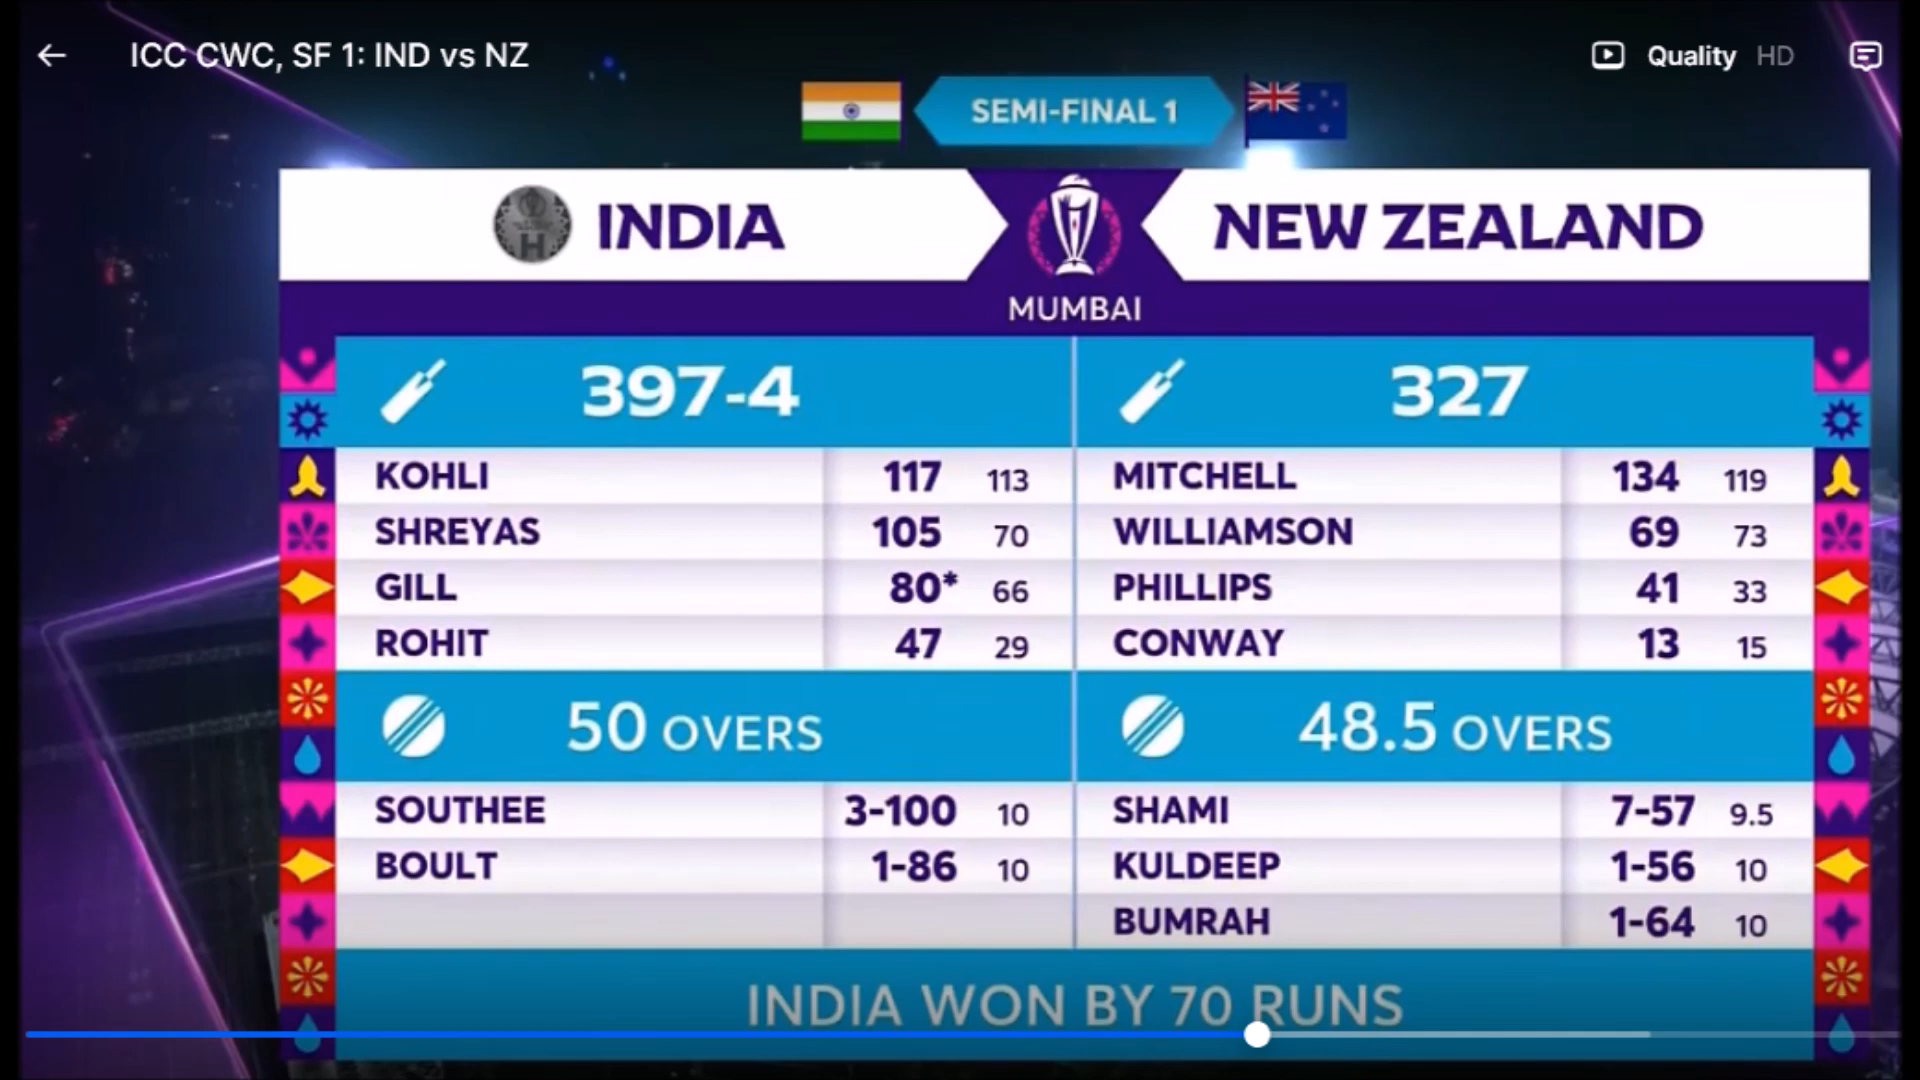 ICC CWC, SF 1: IND vs NZ
Quality HD
SEMI-FINAL 1
H INDIA
NEW ZEALAND
MUMBAI
397-4
327
KOHLI 117 113
MITCHELL 134 119
SHREYAS 105 70
WILLIAMSON 69 73
GILL 80* 66
PHILLIPS 41 33
ROHIT 47 29
CONWAY 13 15
50 OVERS
48.5 OVERS
SOUTHEE 3-100 10
SHAMI 7-57 9.5
BOULT 1-86 10
KULDEEP 1-56 10
BUMRAH 1-64 10
INDIA WON BY 70 RUNS